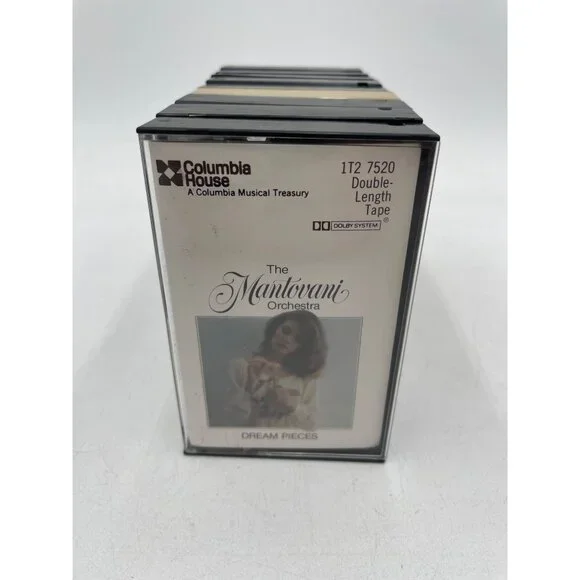 Columbia
House
A Columbia Musical Treasury
1T2 7520
Double-
Length
Tape
DOLBY SYSTEM ®
The
Mantovani
Orchestra
DREAM PIECES